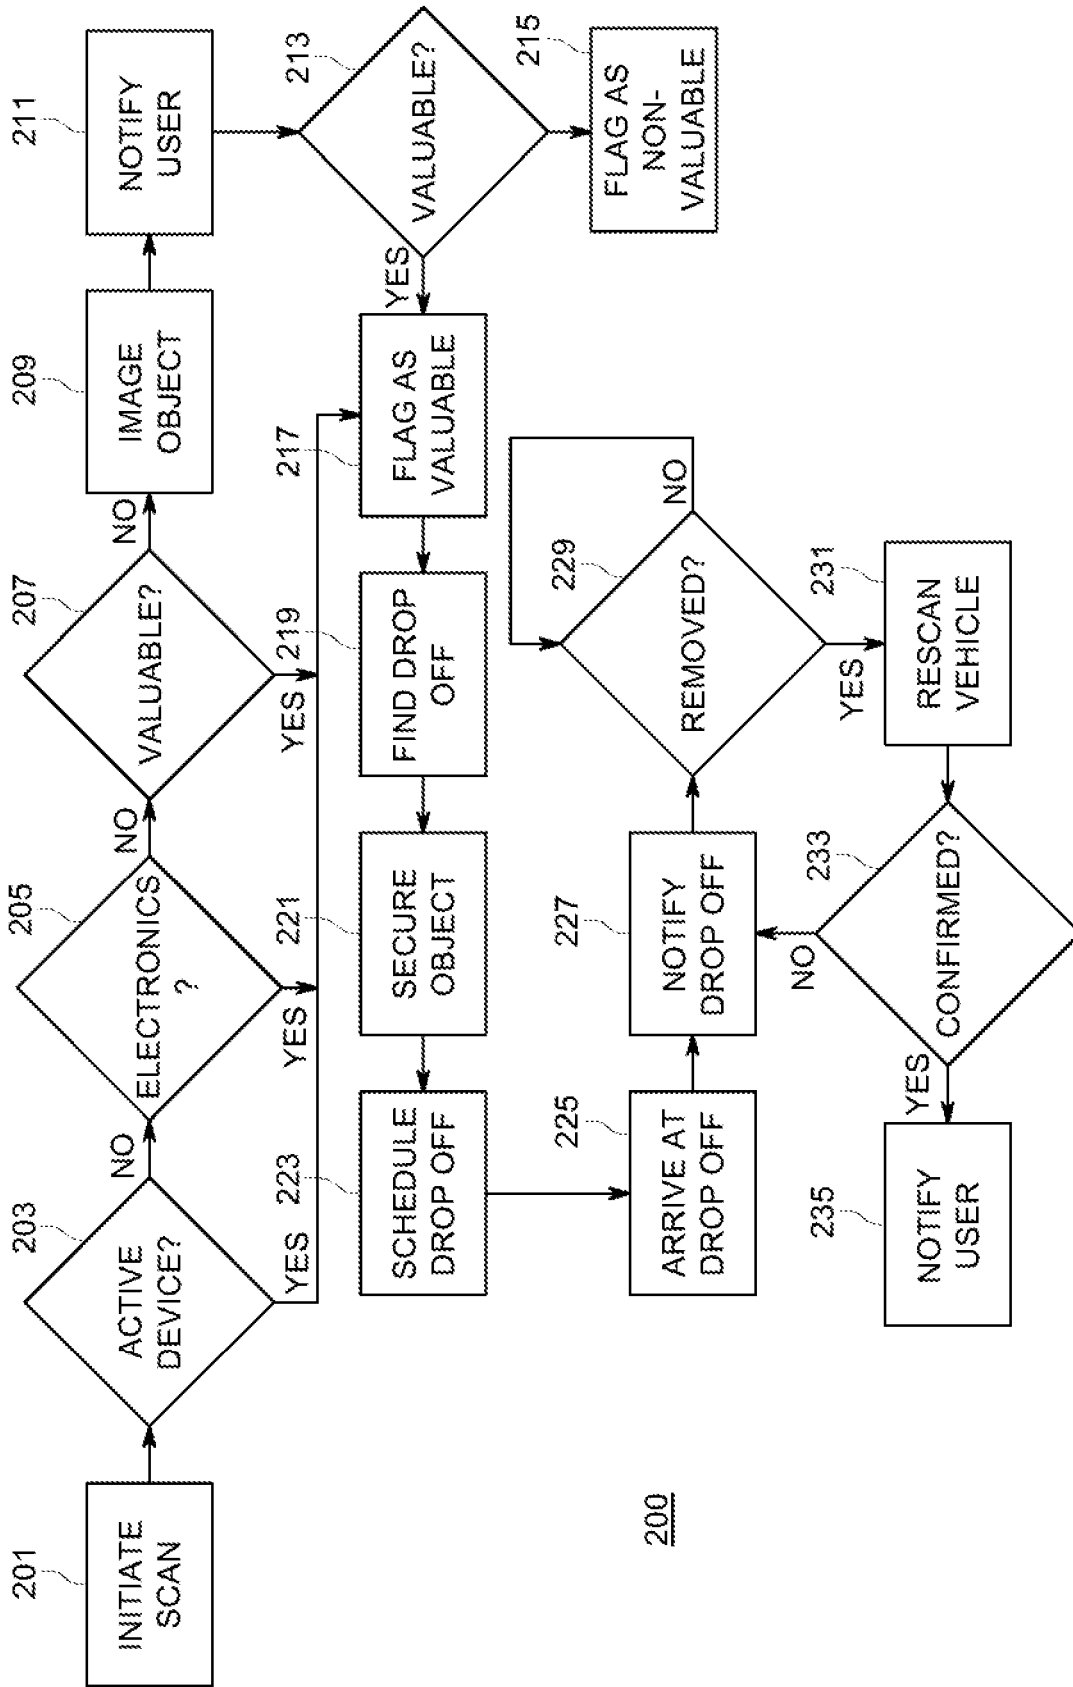 201
INITIATE
SCAN
203
ACTIVE
DEVICE?
NO
YES
205
ELECTRONICS
?
NO
YES
207
VALUABLE?
NO
YES
209
IMAGE
OBJECT
211
NOTIFY
USER
213
VALUABLE?
YES
215
FLAG AS
NON-
VALUABLE
217
FLAG AS
VALUABLE
219
FIND DROP
OFF
221
SECURE
OBJECT
223
SCHEDULE
DROP OFF
225
ARRIVE AT
DROP OFF
227
NOTIFY
DROP OFF
229
REMOVED?
NO
YES
231
RESCAN
VEHICLE
233
CONFIRMED?
NO
YES
235
NOTIFY
USER
200